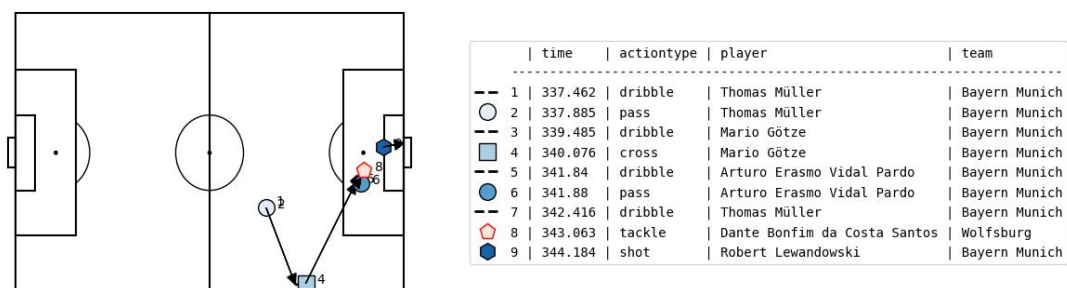 | time | actiontype | player | team
--------------------------------------------------------------------------
1 | 337.462 | dribble | Thomas Müller | Bayern Munich
2 | 337.885 | pass | Thomas Müller | Bayern Munich
3 | 339.485 | dribble | Mario Götze | Bayern Munich
4 | 340.076 | cross | Mario Götze | Bayern Munich
5 | 341.84 | dribble | Arturo Erasmo Vidal Pardo | Bayern Munich
6 | 341.88 | pass | Arturo Erasmo Vidal Pardo | Bayern Munich
7 | 342.416 | dribble | Thomas Müller | Bayern Munich
8 | 343.063 | tackle | Dante Bonfim da Costa Santos | Wolfsburg
9 | 344.184 | shot | Robert Lewandowski | Bayern Munich
8
6
2
4